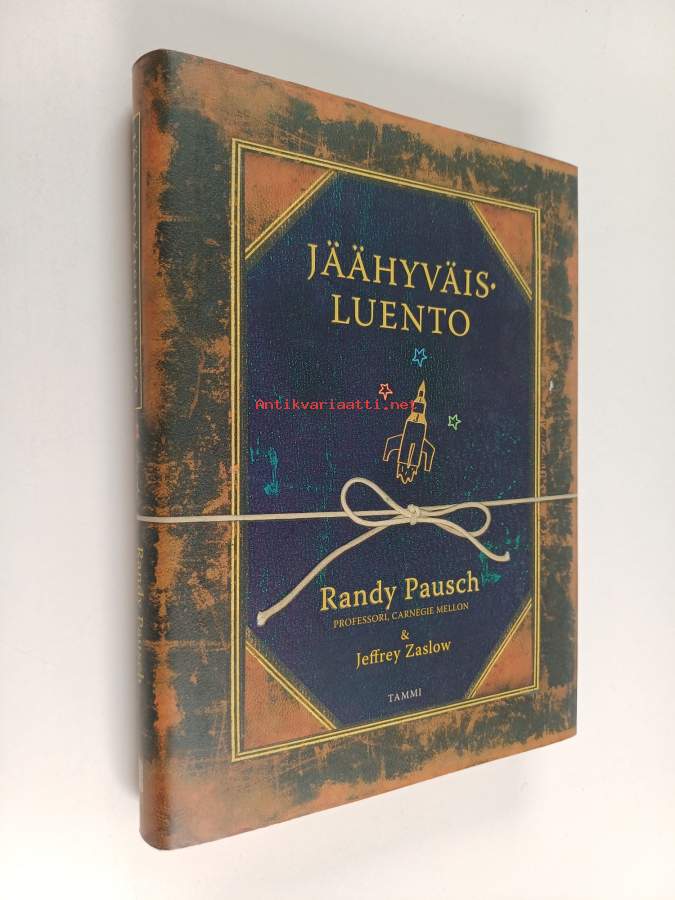 JÄÄHYVÄIS•
LUENTO
Antikvariaatti.net
Randy Pausch
PROFESSORI, CARNEGIE MELLON
&
Jeffrey Zaslow
TAMMI
Randy Pausch